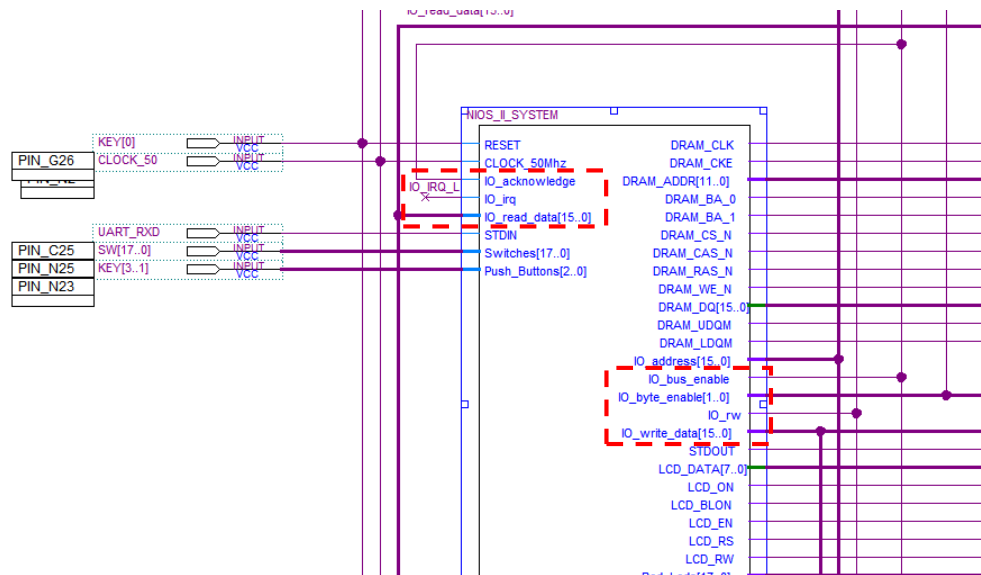 IO_read_data[15..0]
NIOS_II_SYSTEM
KEY[0] INPUT VCC
PIN_G26 CLOCK_50 INPUT VCC
UART_RXD INPUT VCC
PIN_C25 SW[17..0] INPUT VCC
PIN_N25 KEY[3..1] INPUT VCC
PIN_N23
IO_IRQ_L
RESET
CLOCK_50Mhz
IO_acknowledge
IO_irq
IO_read_data[15..0]
STDIN
Switches[17..0]
Push_Buttons[2..0]
DRAM_CLK
DRAM_CKE
DRAM_ADDR[11..0]
DRAM_BA_0
DRAM_BA_1
DRAM_CS_N
DRAM_CAS_N
DRAM_RAS_N
DRAM_WE_N
DRAM_DQ[15..0]
DRAM_UDQM
DRAM_LDQM
IO_address[15..0]
IO_bus_enable
IO_byte_enable[1..0]
IO_rw
IO_write_data[15..0]
STDOUT
LCD_DATA[7..0]
LCD_ON
LCD_BLON
LCD_EN
LCD_RS
LCD_RW